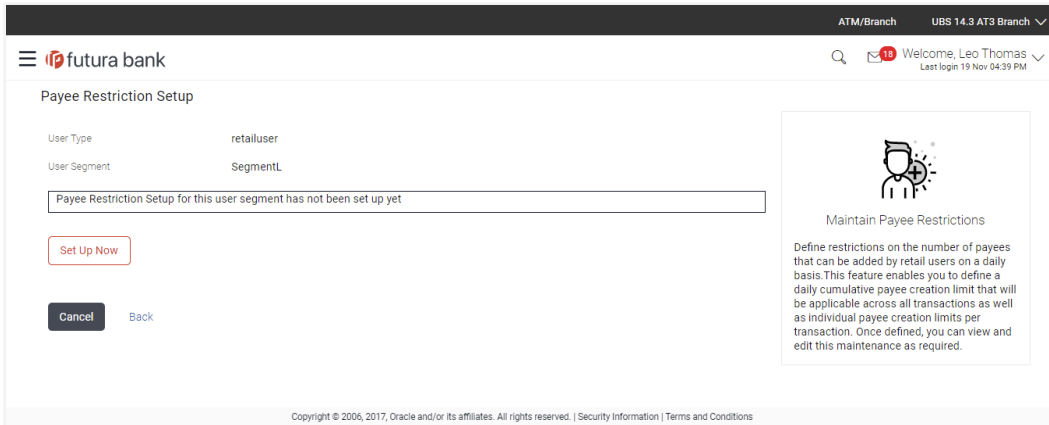 ATM/Branch UBS 14.3 AT3 Branch
futura bank
18 Welcome, Leo Thomas
Last login 19 Nov 04:39 PM
Payee Restriction Setup
User Type retailuser
User Segment SegmentL
Payee Restriction Setup for this user segment has not been set up yet
Set Up Now
Cancel Back
Maintain Payee Restrictions
Define restrictions on the number of payees
that can be added by retail users on a daily
basis.This feature enables you to define a
daily cumulative payee creation limit that will
be applicable across all transactions as well
as individual payee creation limits per
transaction. Once defined, you can view and
edit this maintenance as required.
Copyright © 2006, 2017, Oracle and/or its affiliates. All rights reserved. | Security Information | Terms and Conditions